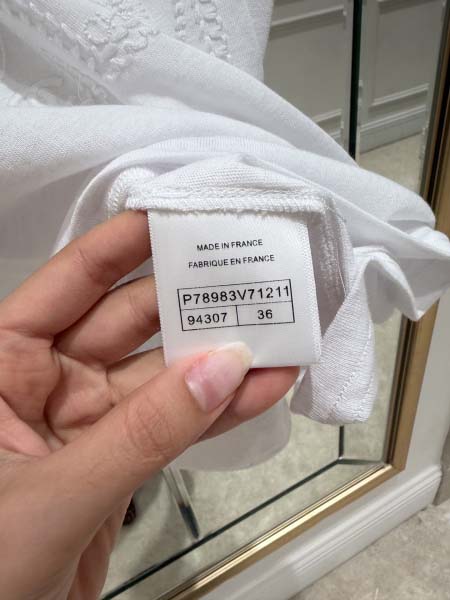 MADE IN FRANCE
FABRIQUE EN FRANCE
P78983V71211
94307 36